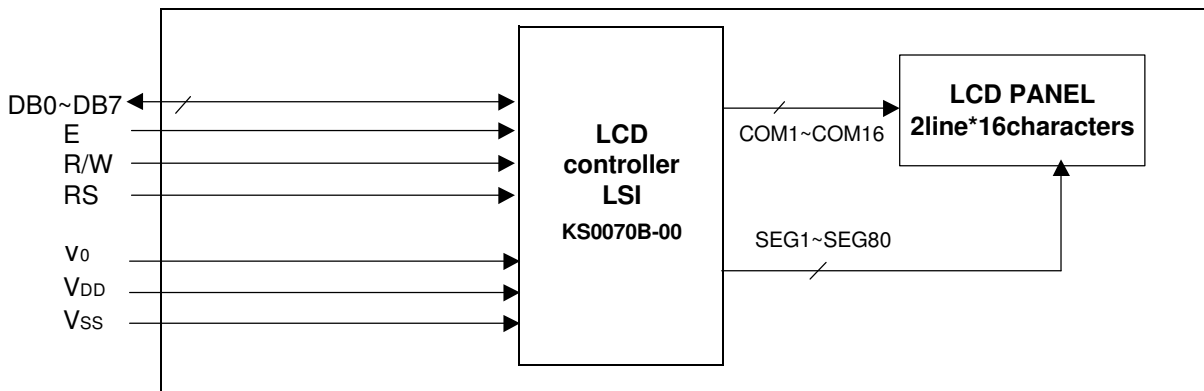 DB0~DB7
E
R/W
RS
V0
VDD
VSS
LCD
controller
LSI
KS0070B-00
COM1~COM16
SEG1~SEG80
LCD PANEL
2line*16characters